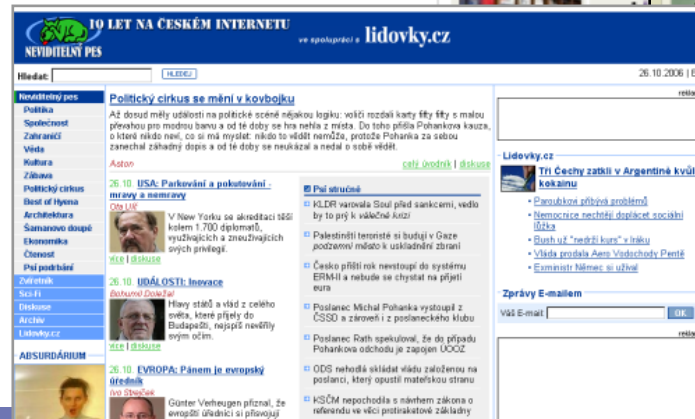 19 LET NA ČESKÉM INTERNETU
ve spolupráci s lidovky.cz
NEVIDITELNÝ PES
Hledat:
HLEDEJ
26.10.2006 |
Neviditelný pes
Politika
Společnost
Zahraničí
Věda
Kultura
Zábava
Politický cirkus
Best of Hyena
Architektura
Šamanovo doupě
Ekonomika
Čtenost
Psí podrbání
Zvířetník
Sci-Fi
Diskuse
Archiv
Lidovky.cz
ABSURDÁRIUM
Politický cirkus se mění v kovbojku
Až dosud měly události na politické scéně nějakou logiku: voliči rozdali karty fifty fifty s malou
převahou pro modrou barvu a od té doby se hra nehla z místa. Do toho přišla Pohankova kauza,
o které nikdo neví, co si má myslet: nikdo to vědět nemůže, protože Pohanka za sebou
zanechal záhadný dopis a od té doby se neukázal a nedal o sobě vědět.
Aston
celý úvodník | diskuse
26.10. USA: Parkování a pokutování -
mravy a nemravy
Ota Ulč
V New Yorku se akreditací těší
kolem 1.700 diplomatů,
využívajících a zneužívajících
svých privilegií.
více | diskuse
26.10. UDÁLOSTI: Inovace
Bohumil Doležal
Hlavy států a vlád z celého
světa, které přijely do
Budapešti, nejspíš nevěřily
svým očím.
více | diskuse
26.10. EVROPA: Pánem je evropský
úředník
Ivo Strejček
Günter Verheugen přiznal, že
evropští úředníci si přisvojují
Psí stručné
KLDR varovala Soul před sankcemi, vedlo
by to prý k válečné krizi
Palestinští teroristé si budují v Gaze
podzemní město k uskladnění zbraní
Česko příští rok nevstoupí do systému
ERM-II a nebude se chystat na přijetí
eura
Poslanec Michal Pohanka vystoupil z
ČSSD a zároveň i z poslaneckého klubu
Poslanec Rath spekuloval, že do případu
Pohankova odchodu je zapojen ÚOOZ
ODS nehodlá skládat vládu založenou na
poslanci, který opustil mateřskou stranu
KSČM nepochodila s návrhem zákona o
referendu ve věci protiraketové základny
Lidovky.cz
Tři Čechy zatkli v Argentině kvůli
kokainu
Paroubkovi přibývá problémů
Nemocnice nechtějí doplácet sociální
lůžka
Bush už "nedrží kurs" v Iráku
Vláda prodala Aero Vodochody Pentě
Exministr Němec si užíval
Zprávy E-mailem
Váš E-mail:
OK